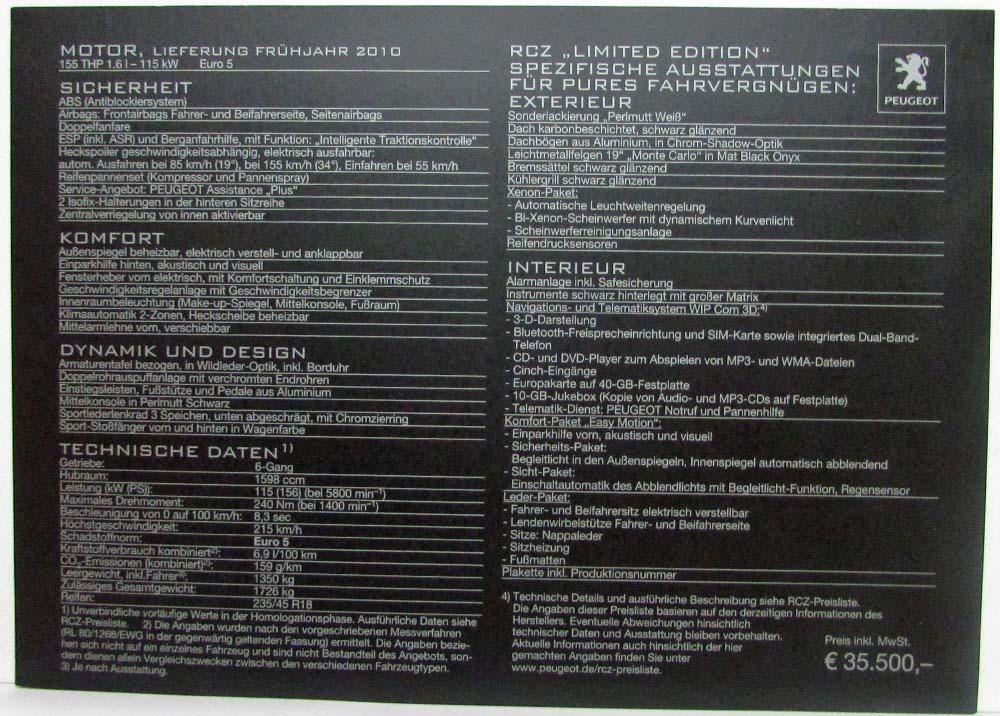 MOTOR, LIEFERUNG FRÜHJAHR 2010
155 THP 1.6 l – 115 kW Euro 5
SICHERHEIT
ABS (Antiblockiersystem)
Airbags: Frontairbags Fahrer- und Beifahrerseite, Seitenairbags
Doppelfanfare
ESP (inkl. ASR) und Berganfahrhilfe, mit Funktion: „Intelligente Traktionskontrolle“
Heckspoiler geschwindigkeitsabhängig, elektrisch ausfahrbar:
autom. Ausfahren bei 85 km/h (19°), bei 155 km/h (34°), Einfahren bei 55 km/h
Reifenpannenset (Kompressor und Pannenspray)
Service-Angebot: PEUGEOT Assistance „Plus“
2 Isofix-Halterungen in der hinteren Sitzreihe
Zentralverriegelung von innen aktivierbar
KOMFORT
Außenspiegel beheizbar, elektrisch verstell- und anklappbar
Einparkhilfe hinten, akustisch und visuell
Fensterheber vorn elektrisch, mit Komfortschaltung und Einklemmschutz
Geschwindigkeitsregelanlage mit Geschwindigkeitsbegrenzer
Innenraumbeleuchtung (Make-up-Spiegel, Mittelkonsole, Fußraum)
Klimaautomatik 2-Zonen, Heckscheibe beheizbar
Mittelarmlehne vorn, verschiebbar
DYNAMIK UND DESIGN
Armaturentafel bezogen, in Wildleder-Optik, inkl. Borduhr
Doppelrohrauspuffanlage mit verchromten Endrohren
Einstiegsleisten, Fußstütze und Pedale aus Aluminium
Mittelkonsole in Perlmutt Schwarz
Sportlederlenkrad 3 Speichen, unten abgeschrägt, mit Chromzierring
Sport-Stoßfänger vorn und hinten in Wagenfarbe
TECHNISCHE DATEN 1)
Getriebe: 6-Gang
Hubraum: 1598 ccm
Leistung (kW (PS)): 115 (156) (bei 5800 min⁻¹)
Maximales Drehmoment: 240 Nm (bei 1400 min⁻¹)
Beschleunigung von 0 auf 100 km/h: 8,3 sec
Höchstgeschwindigkeit: 215 km/h
Schadstoffnorm: Euro 5
Kraftstoffverbrauch kombiniert²⁾: 6,9 l/100 km
CO₂-Emissionen (kombiniert)²⁾: 159 g/km
Leergewicht, inkl.Fahrer³⁾: 1350 kg
Zulässiges Gesamtgewicht: 1726 kg
Reifen: 235/45 R18
1) Unverbindliche vorläufige Werte in der Homologationsphase. Ausführliche Daten siehe
RCZ-Preisliste. 2) Die Angaben wurden nach den vorgeschriebenen Messverfahren
(RL 80/1268/EWG in der gegenwärtig geltenden Fassung) ermittelt. Die Angaben bezie-
hen sich nicht auf ein einzelnes Fahrzeug und sind nicht Bestandteil des Angebots, son-
dern dienen allein Vergleichszwecken zwischen den verschiedenen Fahrzeugtypen.
3) Je nach Ausstattung.
RCZ „LIMITED EDITION“
SPEZIFISCHE AUSSTATTUNGEN
FÜR PURES FAHRVERGNÜGEN:
PEUGEOT
EXTERIEUR
Sonderlackierung „Perlmutt Weiß“
Dach karbonbeschichtet, schwarz glänzend
Dachbögen aus Aluminium, in Chrom-Shadow-Optik
Leichtmetallfelgen 19" „Monte Carlo“ in Mat Black Onyx
Bremssättel schwarz glänzend
Kühlergrill schwarz glänzend
Xenon-Paket:
- Automatische Leuchtweitenregelung
- Bi-Xenon-Scheinwerfer mit dynamischem Kurvenlicht
- Scheinwerferreinigungsanlage
Reifendrucksensoren
INTERIEUR
Alarmanlage inkl. Safesicherung
Instrumente schwarz hinterlegt mit großer Matrix
Navigations- und Telematiksystem WIP Com 3D:⁴⁾
- 3-D-Darstellung
- Bluetooth-Freisprecheinrichtung und SIM-Karte sowie integriertes Dual-Band-
Telefon
- CD- und DVD-Player zum Abspielen von MP3- und WMA-Dateien
- Cinch-Eingänge
- Europakarte auf 40-GB-Festplatte
- 10-GB-Jukebox (Kopie von Audio- und MP3-CDs auf Festplatte)
- Telematik-Dienst: PEUGEOT Notruf und Pannenhilfe
Komfort-Paket „Easy Motion“:
- Einparkhilfe vorn, akustisch und visuell
- Sicherheits-Paket:
Begleitlicht in den Außenspiegeln, Innenspiegel automatisch abblendend
- Sicht-Paket:
Einschaltautomatik des Abblendlichts mit Begleitlicht-Funktion, Regensensor
Leder-Paket:
- Fahrer- und Beifahrersitz elektrisch verstellbar
- Lendenwirbelstütze Fahrer- und Beifahrerseite
- Sitze: Nappaleder
- Sitzheizung
- Fußmatten
Plakette inkl. Produktionsnummer
4) Technische Details und ausführliche Beschreibung siehe RCZ-Preisliste.
Die Angaben dieser Preisliste basieren auf den derzeitigen Informationen des
Herstellers. Eventuelle Abweichungen hinsichtlich
technischer Daten und Ausstattung bleiben vorbehalten.
Aktuelle Informationen auch hinsichtlich der hier
gemachten Angaben finden Sie unter
www.peugeot.de/rcz-preisliste.
Preis inkl. MwSt.
€ 35.500,–